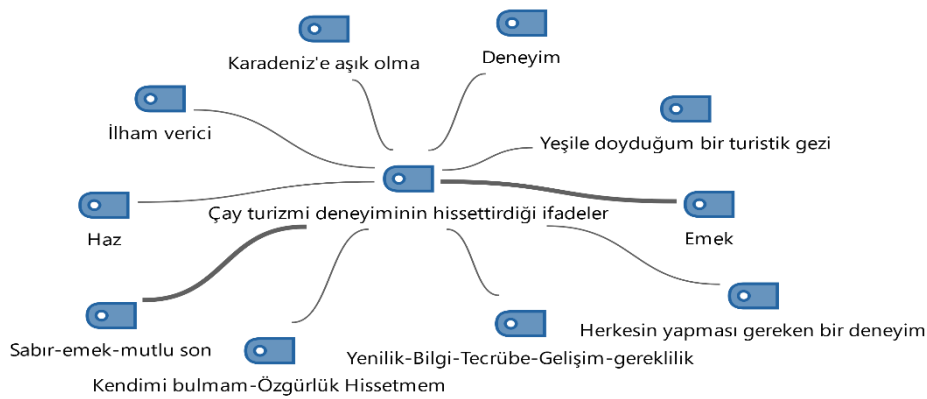 Karadeniz'e aşık olma
Deneyim
İlham verici
Yeşile doyduğum bir turistik gezi
Çay turizmi deneyiminin hissettirdiği ifadeler
Haz
Emek
Sabır-emek-mutlu son
Herkesin yapması gereken bir deneyim
Yenilik-Bilgi-Tecrübe-Gelişim-gereklilik
Kendimi bulmam-Özgürlük Hissetmem